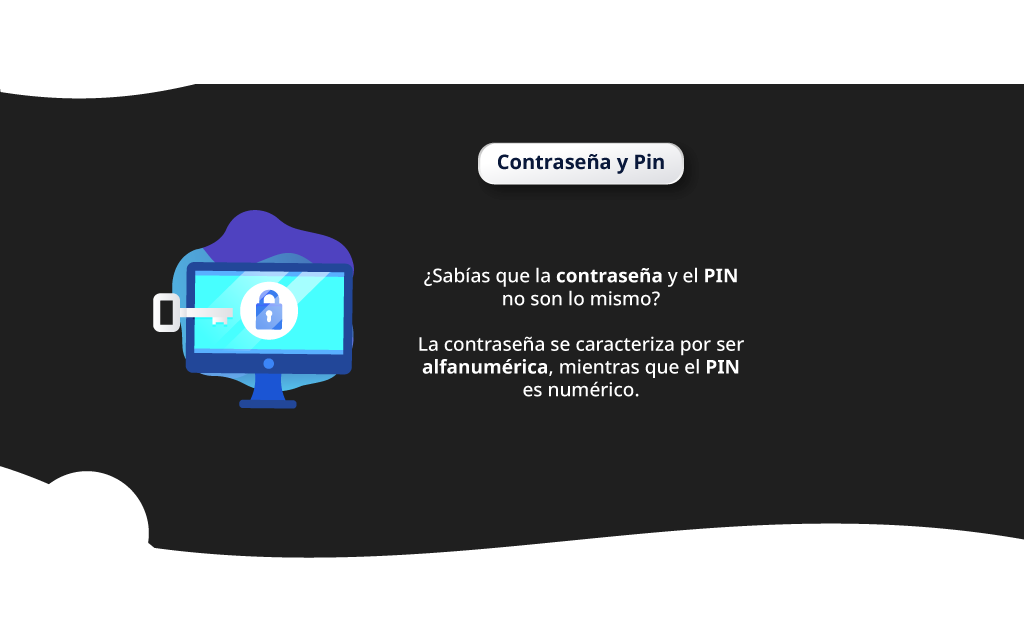 Contraseña y Pin
¿Sabías que la contraseña y el PIN
no son lo mismo?
La contraseña se caracteriza por ser
alfanumérica, mientras que el PIN
es numérico.